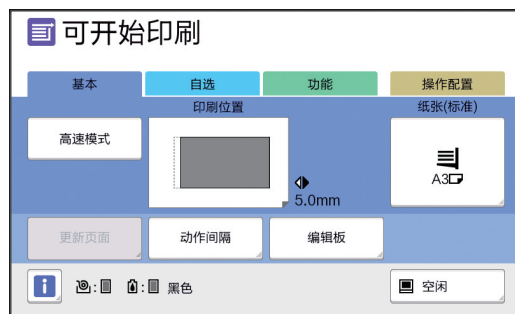 可开始印刷
基本 自选 功能 操作配置
印刷位置 纸张(标准)
高速模式
A3
5.0mm
更新页面 动作间隔 编辑板
i : : 黑色 空闲